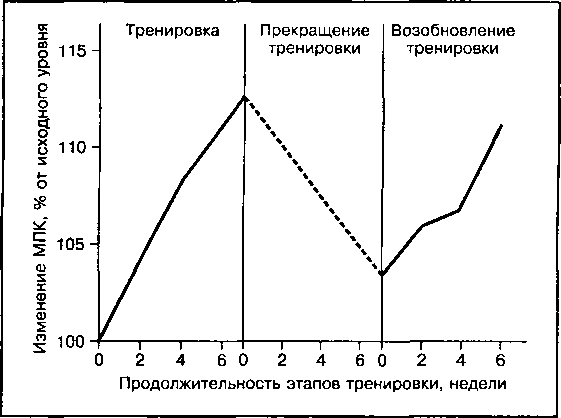 Тренировка
Прекращение
тренировки
Возобновление
тренировки
Изменение МПК, % от исходного уровня
115
110
105
100
0 2 4 6 0 2 4 6 0 2 4 6
Продолжительность этапов тренировки, недели